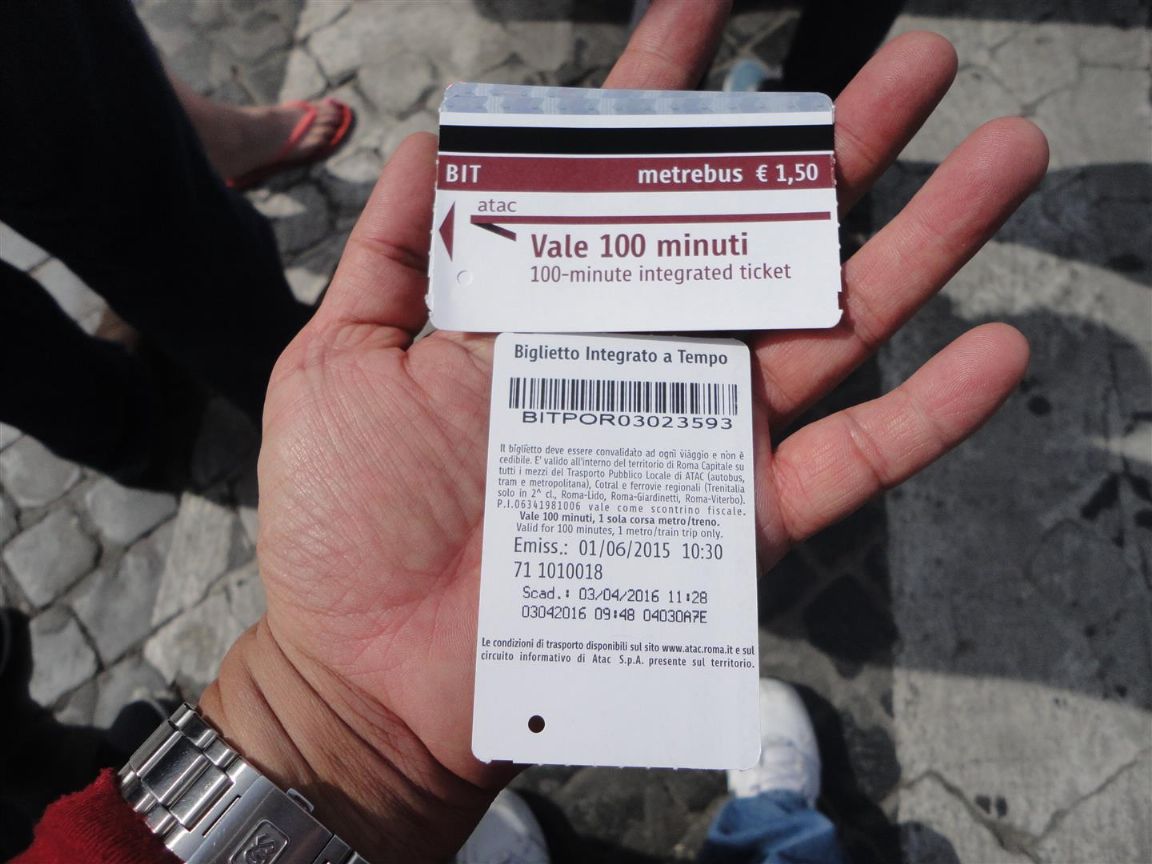 BIT metrebus € 1,50
atac
Vale 100 minuti
100-minute integrated ticket
Biglietto Integrato a Tempo
BITPOR03023593
Il biglietto deve essere convalidato ad ogni viaggio e non è
cedibile. E' valido all'interno del territorio di Roma Capitale su
tutti i mezzi del Trasporto Pubblico Locale di ATAC (autobus,
tram e metropolitana), Cotral e ferrovie regionali (Trenitalia
solo in 2^ cl., Roma-Lido, Roma-Giardinetti, Roma-Viterbo).
P.I.06341981006 vale come scontrino fiscale.
Vale 100 minuti, 1 sola corsa metro/treno.
Valid for 100 minutes, 1 metro/train trip only.
Emiss.: 01/06/2015 10:30
71 1010018
Scad.: 03/04/2016 11:28
03042016 09:48 04030A7E
Le condizioni di trasporto disponibili sul sito www.atac.roma.it e sul
circuito informativo di Atac S.p.A. presente sul territorio.